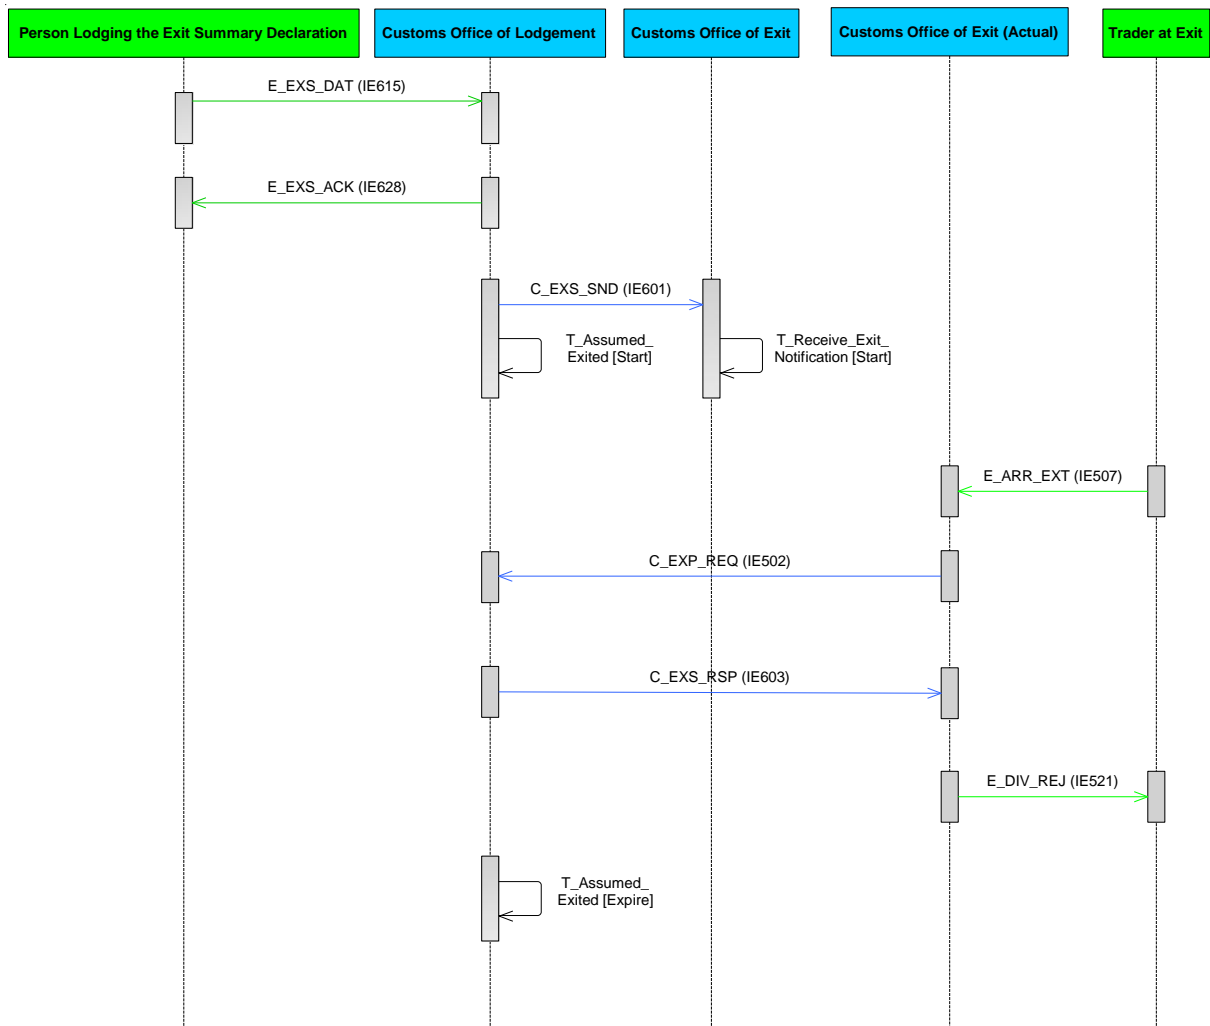 Person Lodging the Exit Summary Declaration
Customs Office of Lodgement
Customs Office of Exit
Customs Office of Exit (Actual)
Trader at Exit
E_EXS_DAT (IE615)
E_EXS_ACK (IE628)
C_EXS_SND (IE601)
T_Assumed_
Exited [Start]
T_Receive_Exit_
Notification [Start]
E_ARR_EXT (IE507)
C_EXP_REQ (IE502)
C_EXS_RSP (IE603)
E_DIV_REJ (IE521)
T_Assumed_
Exited [Expire]